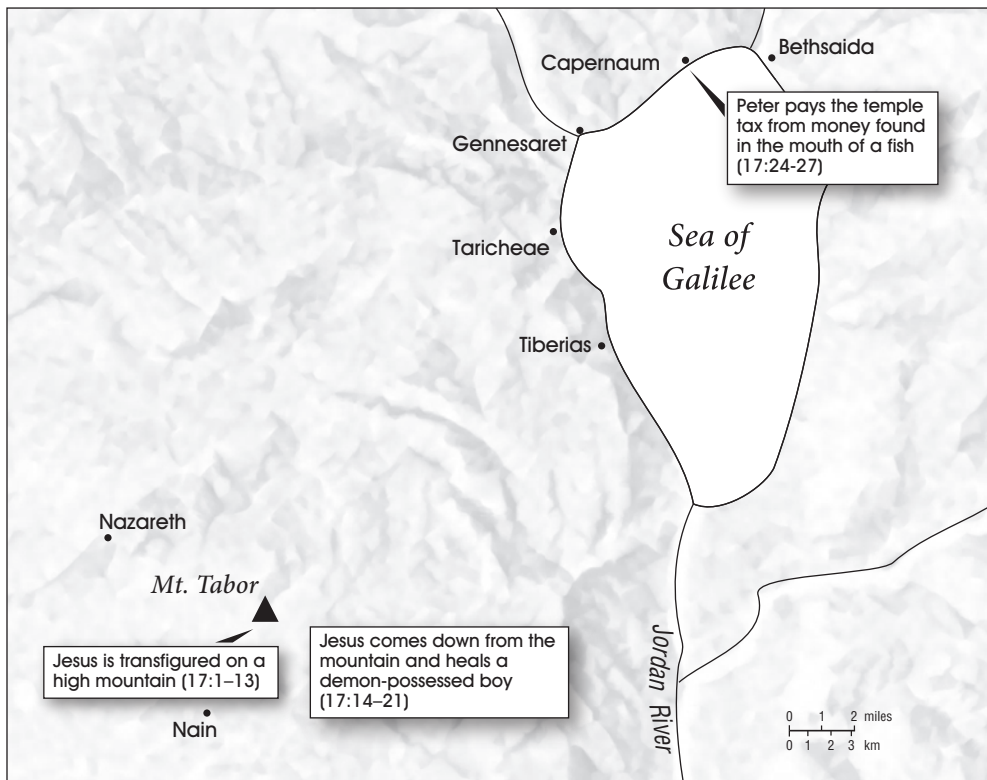 Bethsaida
Capernaum
Peter pays the temple
tax from money found
in the mouth of a fish
(17:24-27)
Gennesaret
Sea of
Galilee
Taricheae
Tiberias
Nazareth
Mt. Tabor
Jesus is transfigured on a
high mountain (17:1–13)
Jesus comes down from the
mountain and heals a
demon-possessed boy
(17:14–21)
Nain
Jordan River
0 1 2 miles
0 1 2 3 km